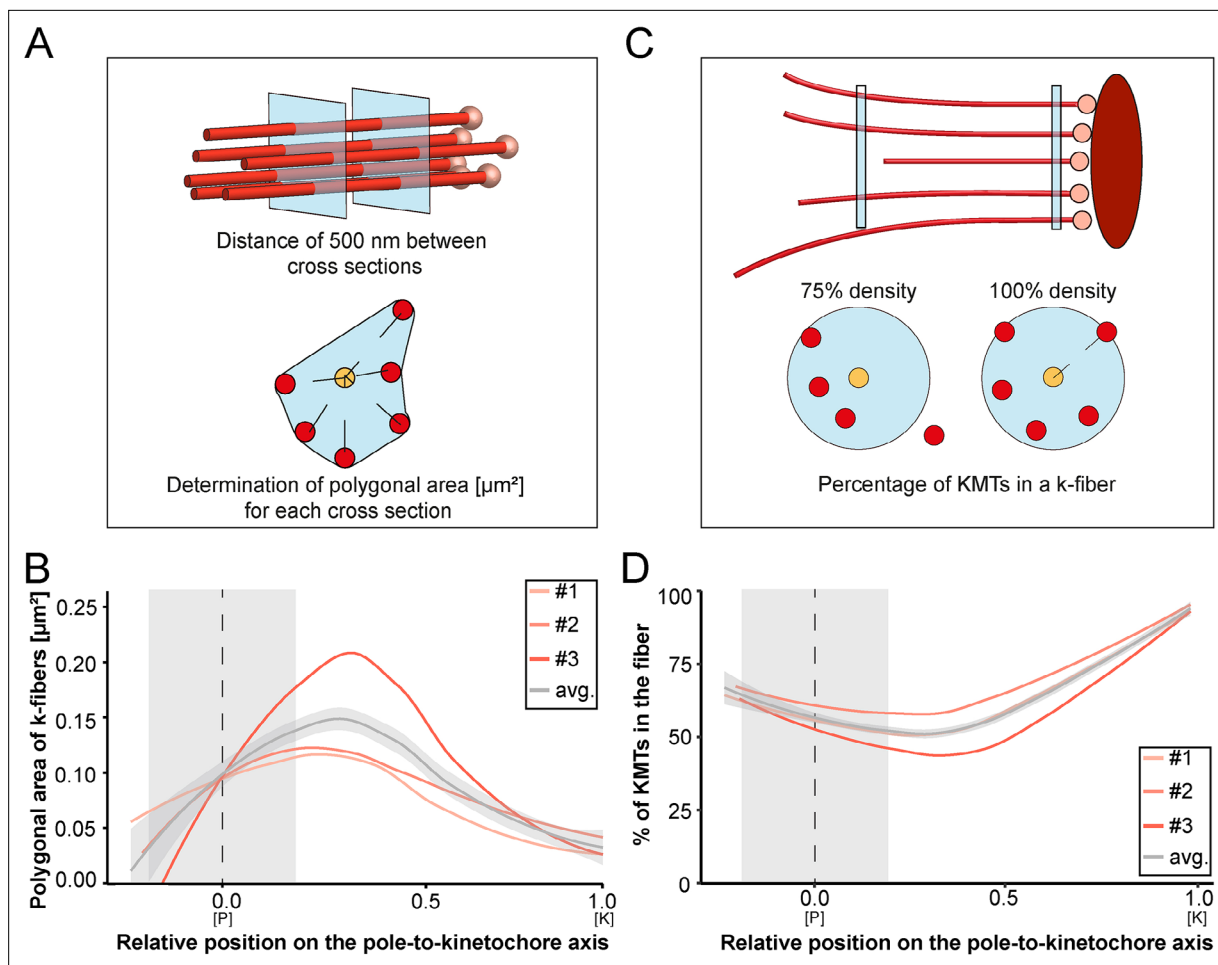 A
Distance of 500 nm between
cross sections
Determination of polygonal area [µm²]
for each cross section
C
75% density
100% density
Percentage of KMTs in a k-fiber
B
Polygonal area of k-fibers [µm²]
0.25
0.20
0.15
0.10
0.05
0.00
#1
#2
#3
avg.
0.0
0.5
1.0
[P]
[K]
Relative position on the pole-to-kinetochore axis
D
% of KMTs in the fiber
100
75
50
25
0
#1
#2
#3
avg.
0.0
0.5
1.0
[P]
[K]
Relative position on the pole-to-kinetochore axis